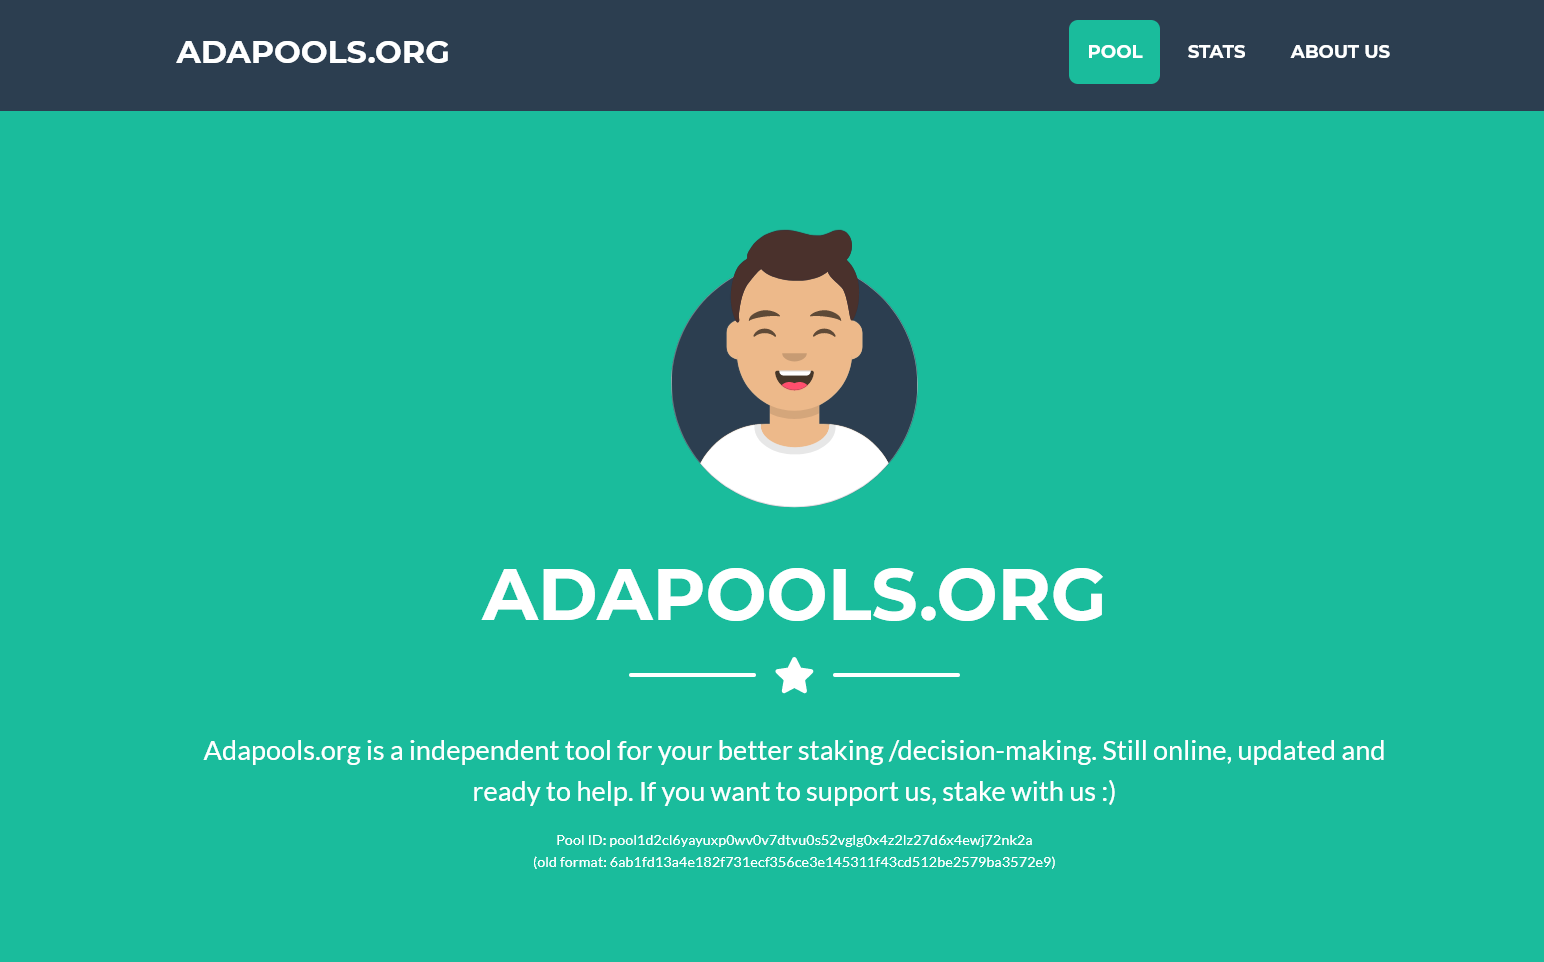 ADAPOOLS.ORG
POOL
STATS
ABOUT US
ADAPOOLS.ORG
Adapools.org is a independent tool for your better staking /decision-making. Still online, updated and
ready to help. If you want to support us, stake with us :)
Pool ID: pool1d2cl6yayuxp0wv0v7dtvu0s52vglg0x4z2lz27d6x4ewj72nk2a
(old format: 6ab1fd13a4e182f731ecf356ce3e145311f43cd512be2579ba3572e9)